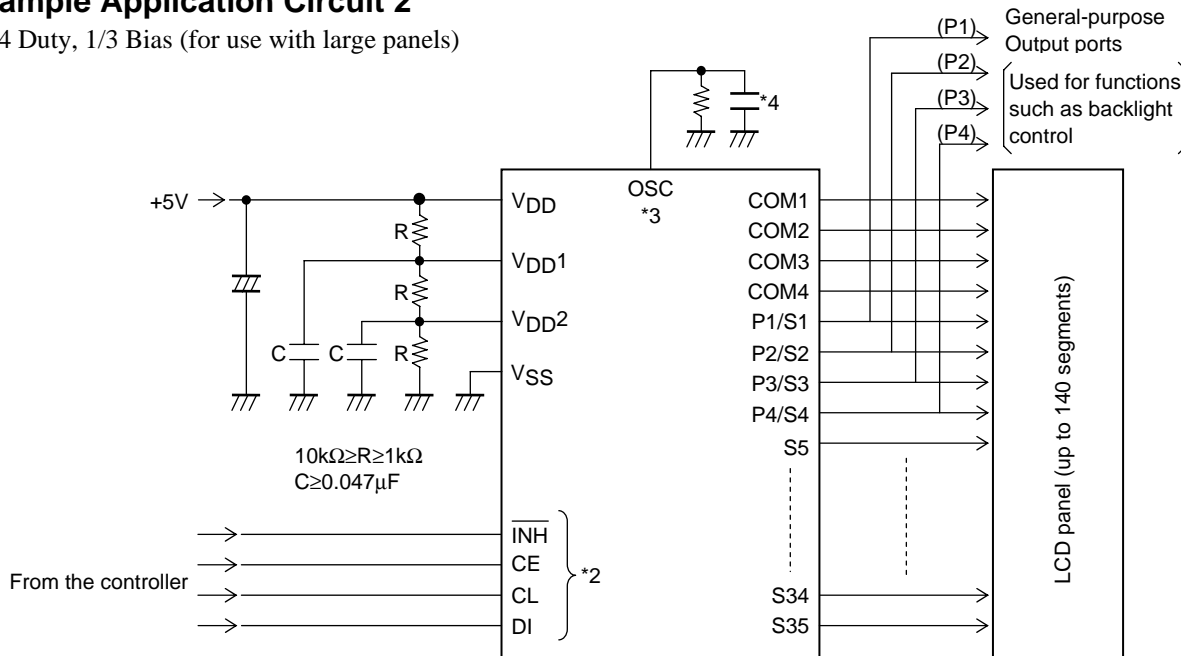 ample Application Circuit 2
4 Duty, 1/3 Bias (for use with large panels)
(P1)
General-purpose
Output ports
(P2)
Used for functions
such as backlight
control
(P3)
(P4)
*4
+5V
VDD
OSC
*3
COM1
R
COM2
VDD1
COM3
R
COM4
VDD2
P1/S1
C
C
R
P2/S2
VSS
P3/S3
P4/S4
S5
10kΩ≥R≥1kΩ
C≥0.047μF
LCD panel (up to 140 segments)
From the controller
INH
CE
CL
DI
*2
S34
S35